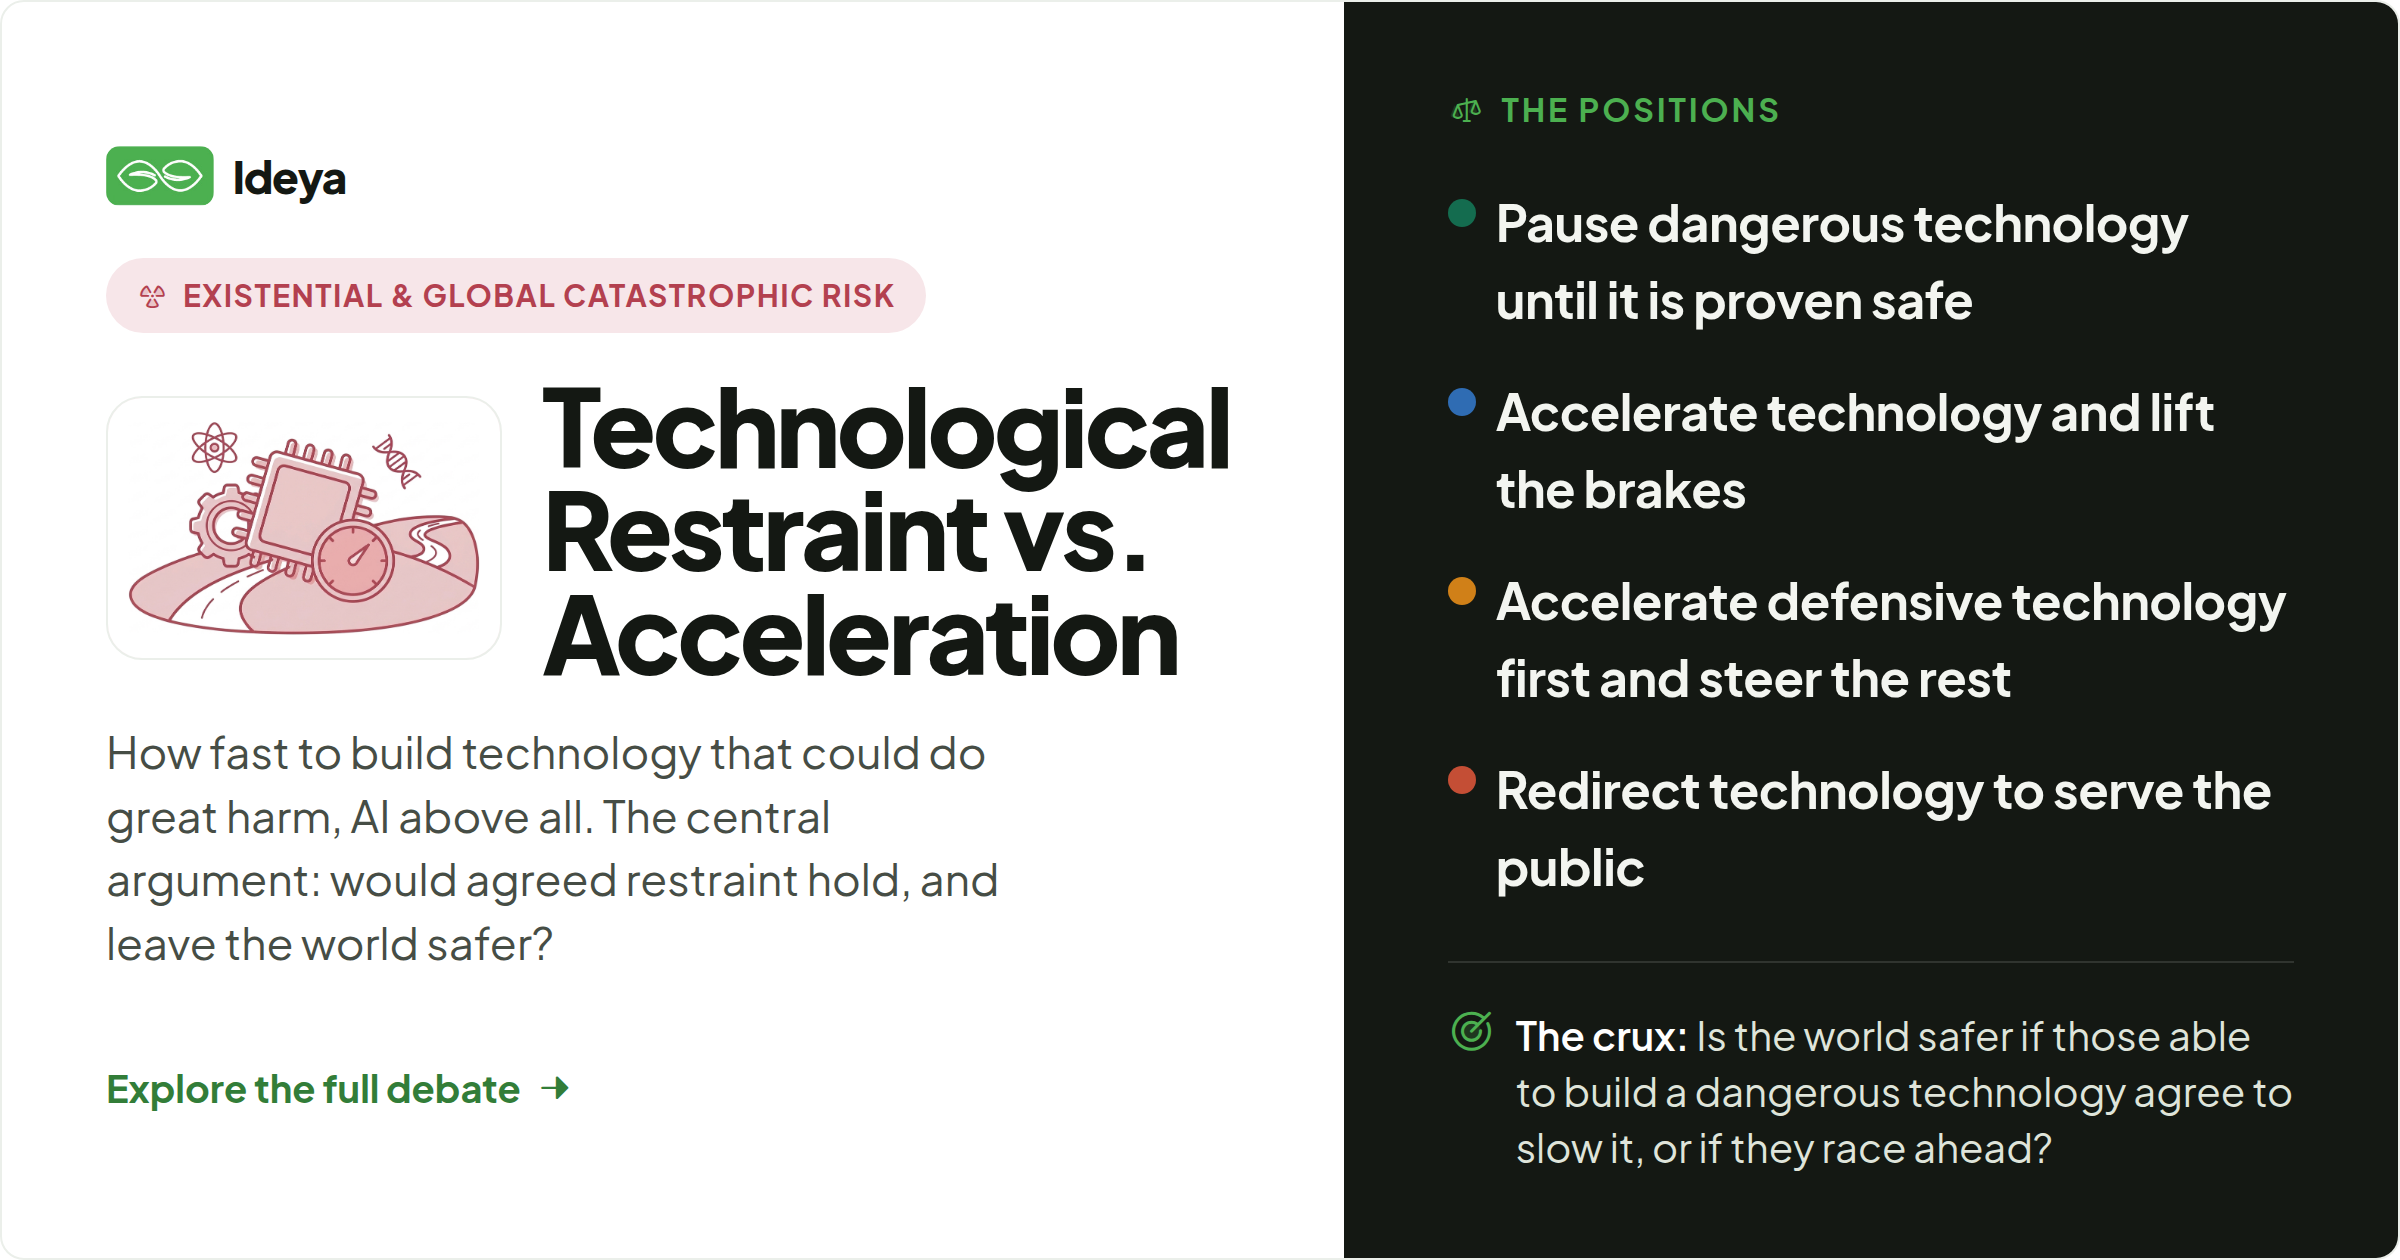 Ideya
EXISTENTIAL & GLOBAL CATASTROPHIC RISK
Technological
Restraint vs.
Acceleration
How fast to build technology that could do
great harm, AI above all. The central
argument: would agreed restraint hold, and
leave the world safer?
Explore the full debate
THE POSITIONS
Pause dangerous technology
until it is proven safe
Accelerate technology and lift
the brakes
Accelerate defensive technology
first and steer the rest
Redirect technology to serve the
public
The crux: Is the world safer if those able
to build a dangerous technology agree to
slow it, or if they race ahead?